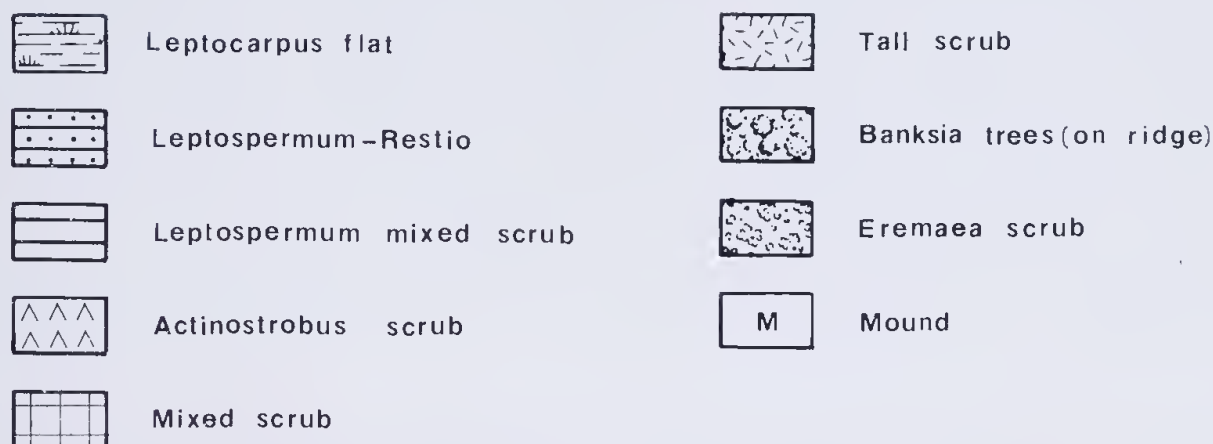 Leptocarpus flat
Leptospermum-Restio
Leptospermum mixed scrub
Actinostrobus scrub
Mixed scrub
Tall scrub
Banksia trees (on ridge)
Eremaea scrub
M Mound